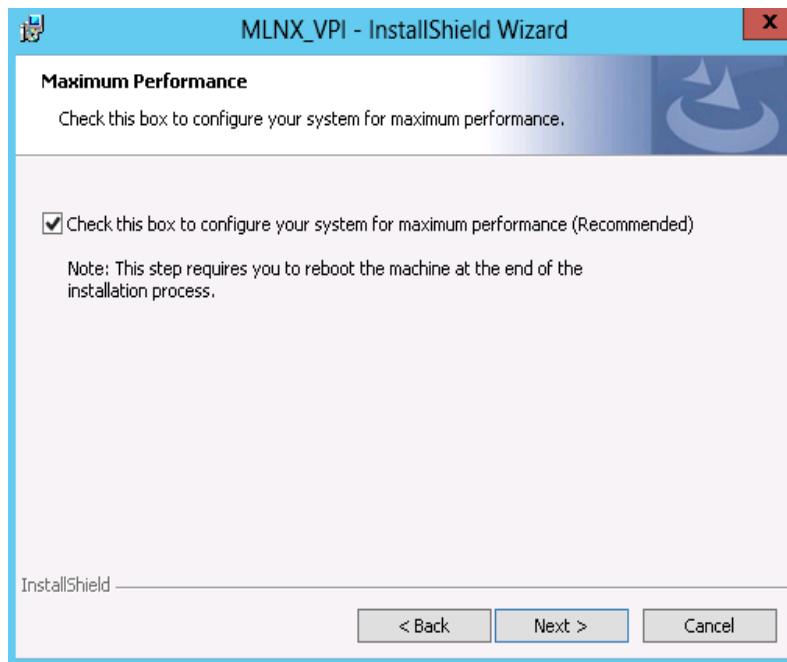 MLNX_VPI - InstallShield Wizard
x
Maximum Performance
Check this box to configure your system for maximum performance.
Check this box to configure your system for maximum performance (Recommended)
Note: This step requires you to reboot the machine at the end of the
installation process.
InstallShield
< Back Next > Cancel